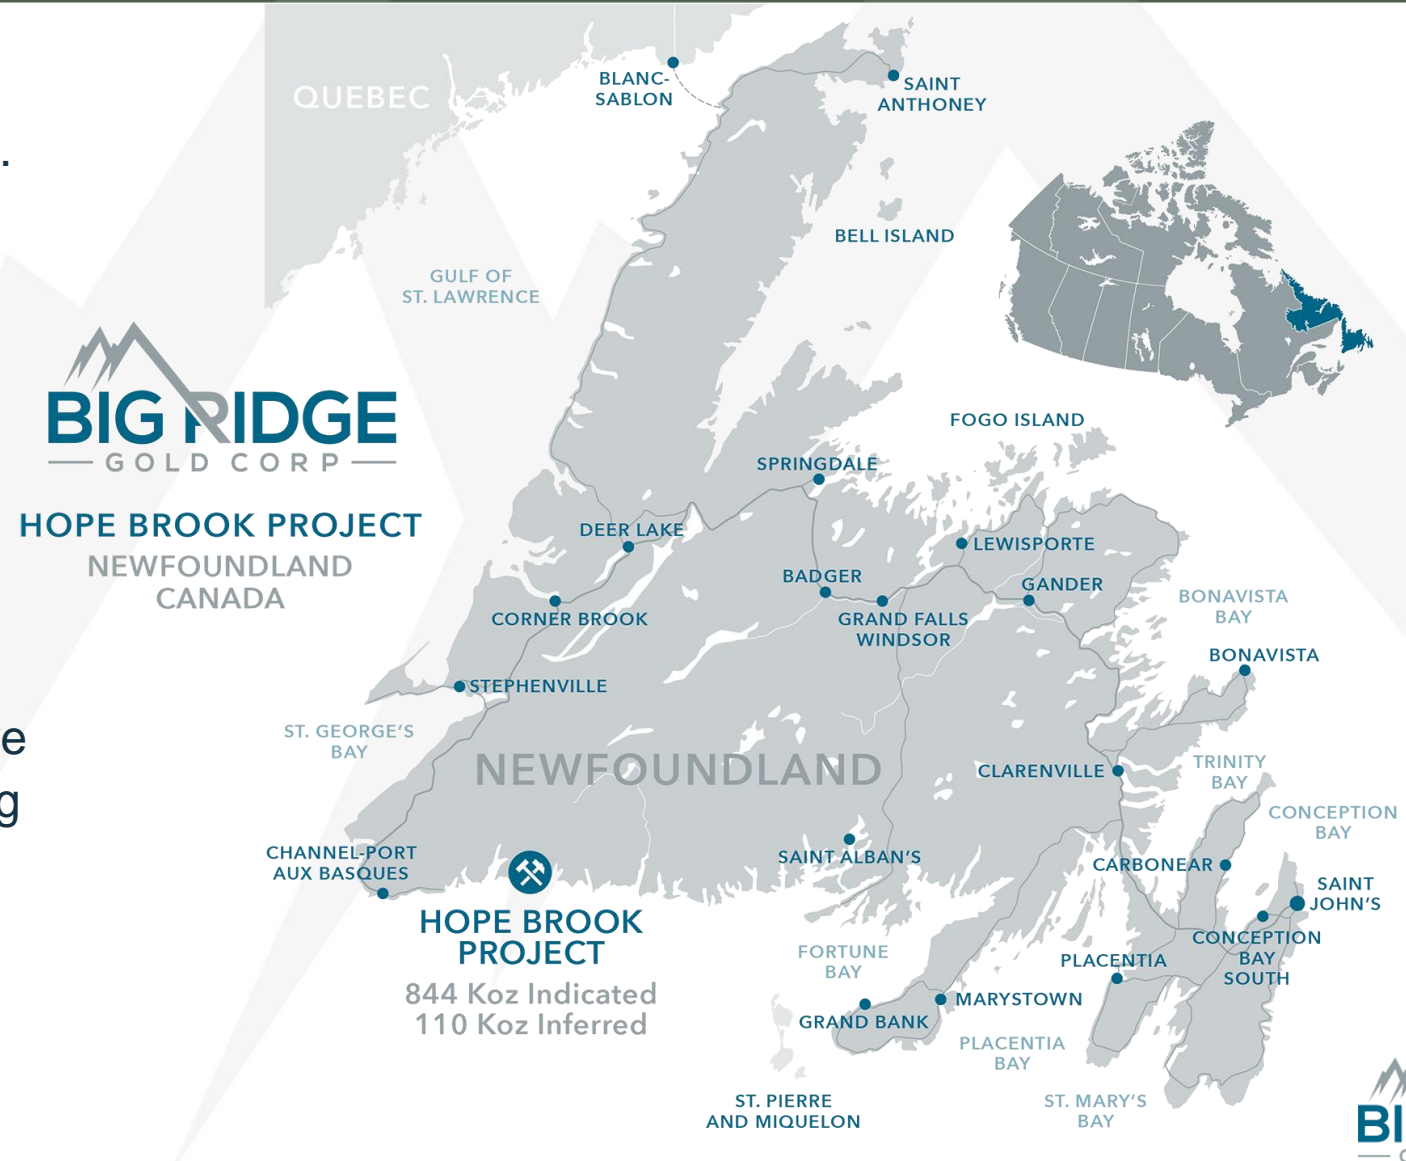 .
e
g
BIG RIDGE
GOLD CORP
HOPE BROOK PROJECT
NEWFOUNDLAND
CANADA
QUEBEC
BLANC-
SABLON
SAINT
ANTHONEY
BELL ISLAND
GULF OF
ST. LAWRENCE
FOGO ISLAND
SPRINGDALE
DEER LAKE
LEWISPORTE
BADGER
GANDER
CORNER BROOK
GRAND FALLS
WINDSOR
BONAVISTA
BAY
BONAVISTA
STEPHENVILLE
ST. GEORGE'S
BAY
NEWFOUNDLAND
CLARENVILLE
TRINITY
BAY
CONCEPTION
BAY
CHANNEL-PORT
AUX BASQUES
SAINT ALBAN'S
CARBONEAR
SAINT
JOHN'S
HOPE BROOK
PROJECT
844 Koz Indicated
110 Koz Inferred
CONCEPTION
BAY
SOUTH
FORTUNE
BAY
PLACENTIA
MARYSTOWN
GRAND BANK
PLACENTIA
BAY
ST. PIERRE
AND MIQUELON
ST. MARY'S
BAY
BI